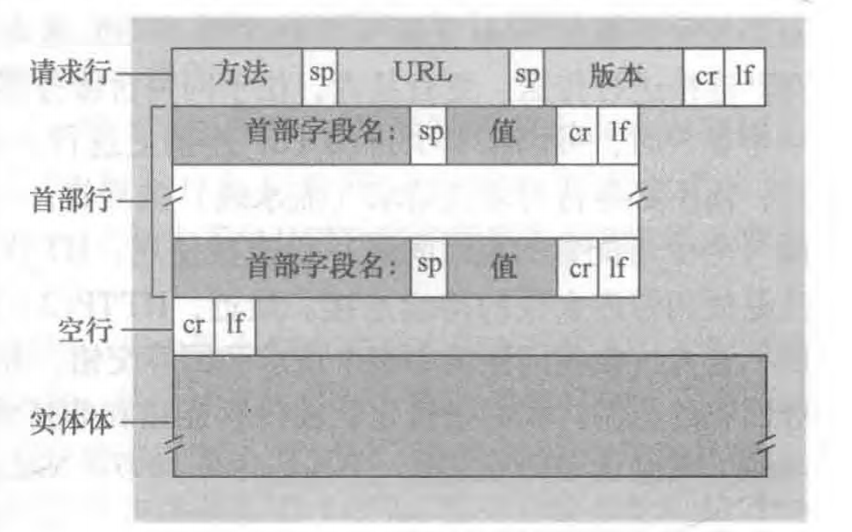 请求行 方法 sp URL sp 版本 cr lf
首部字段名: sp 值 cr lf
首部行
首部字段名: sp 值 cr lf
空行 cr lf
实体体